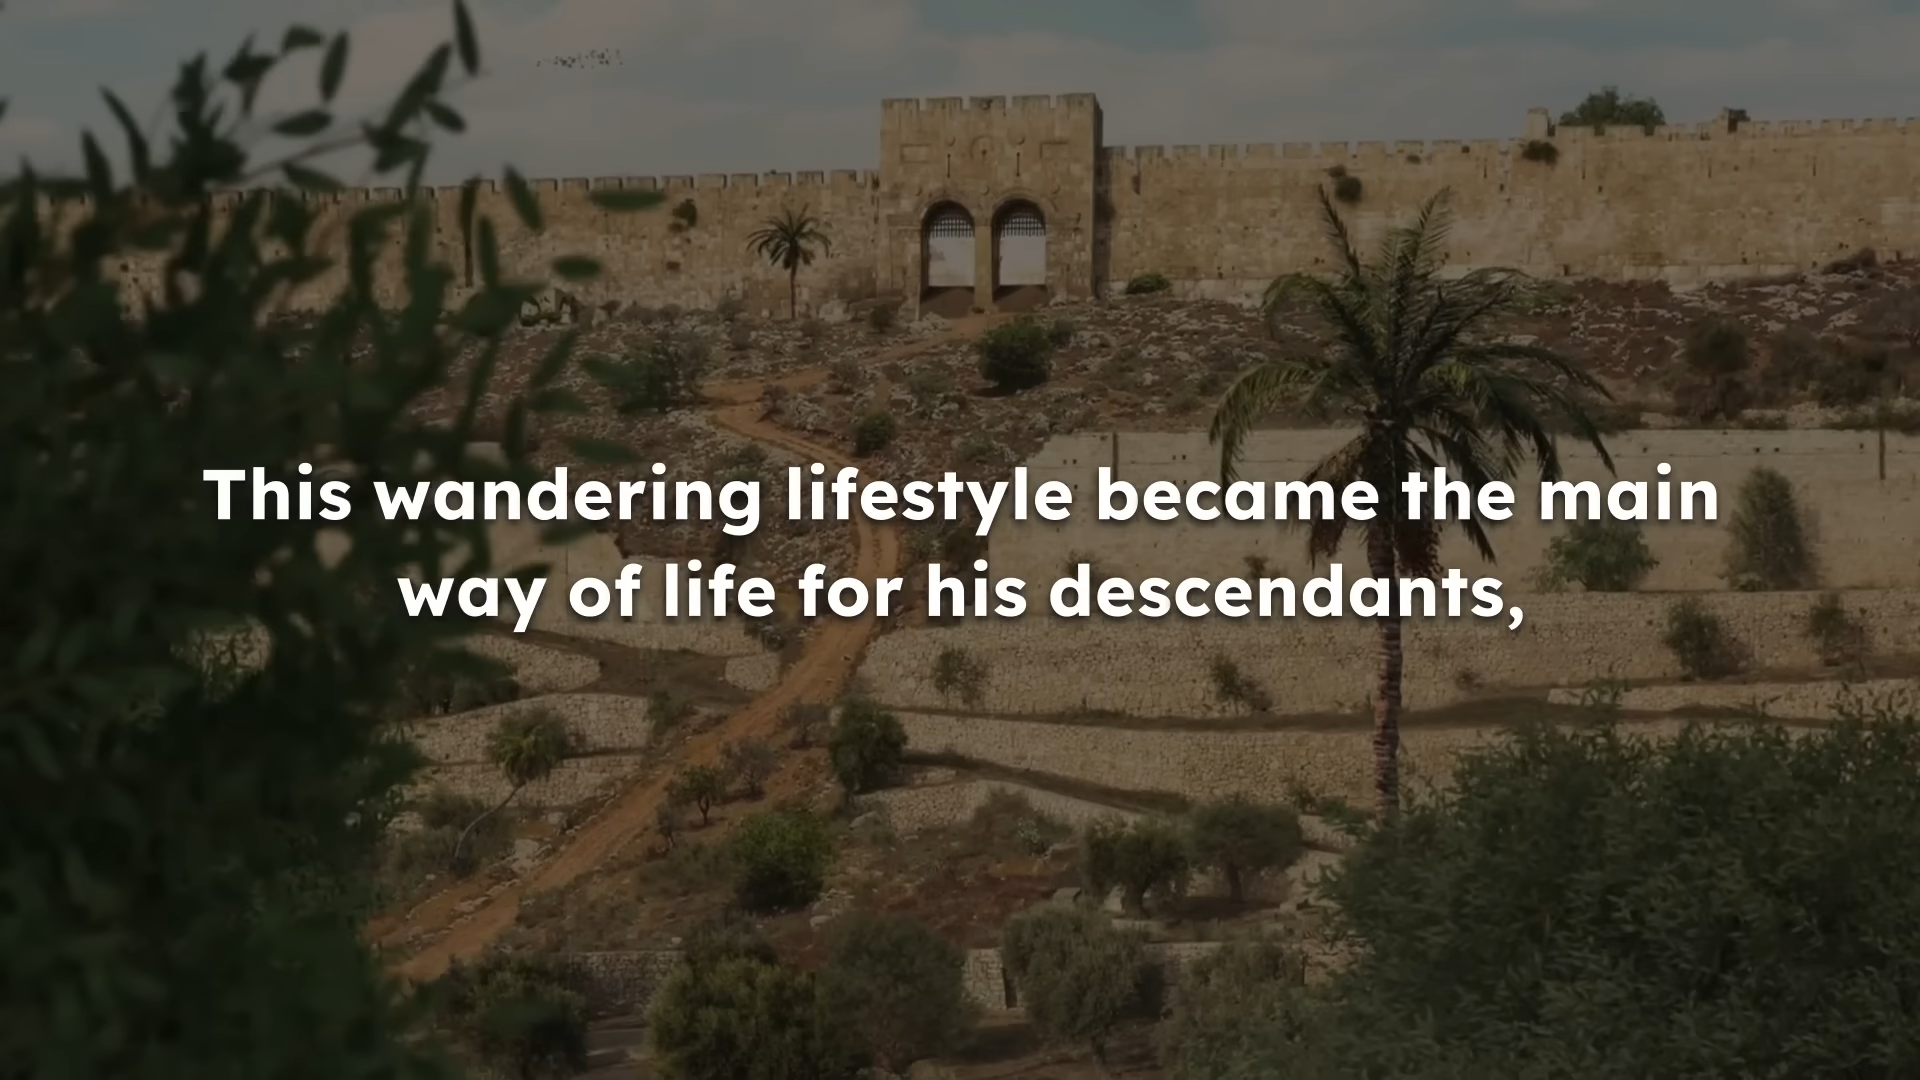 This wandering lifestyle became the main
way of life for his descendants,